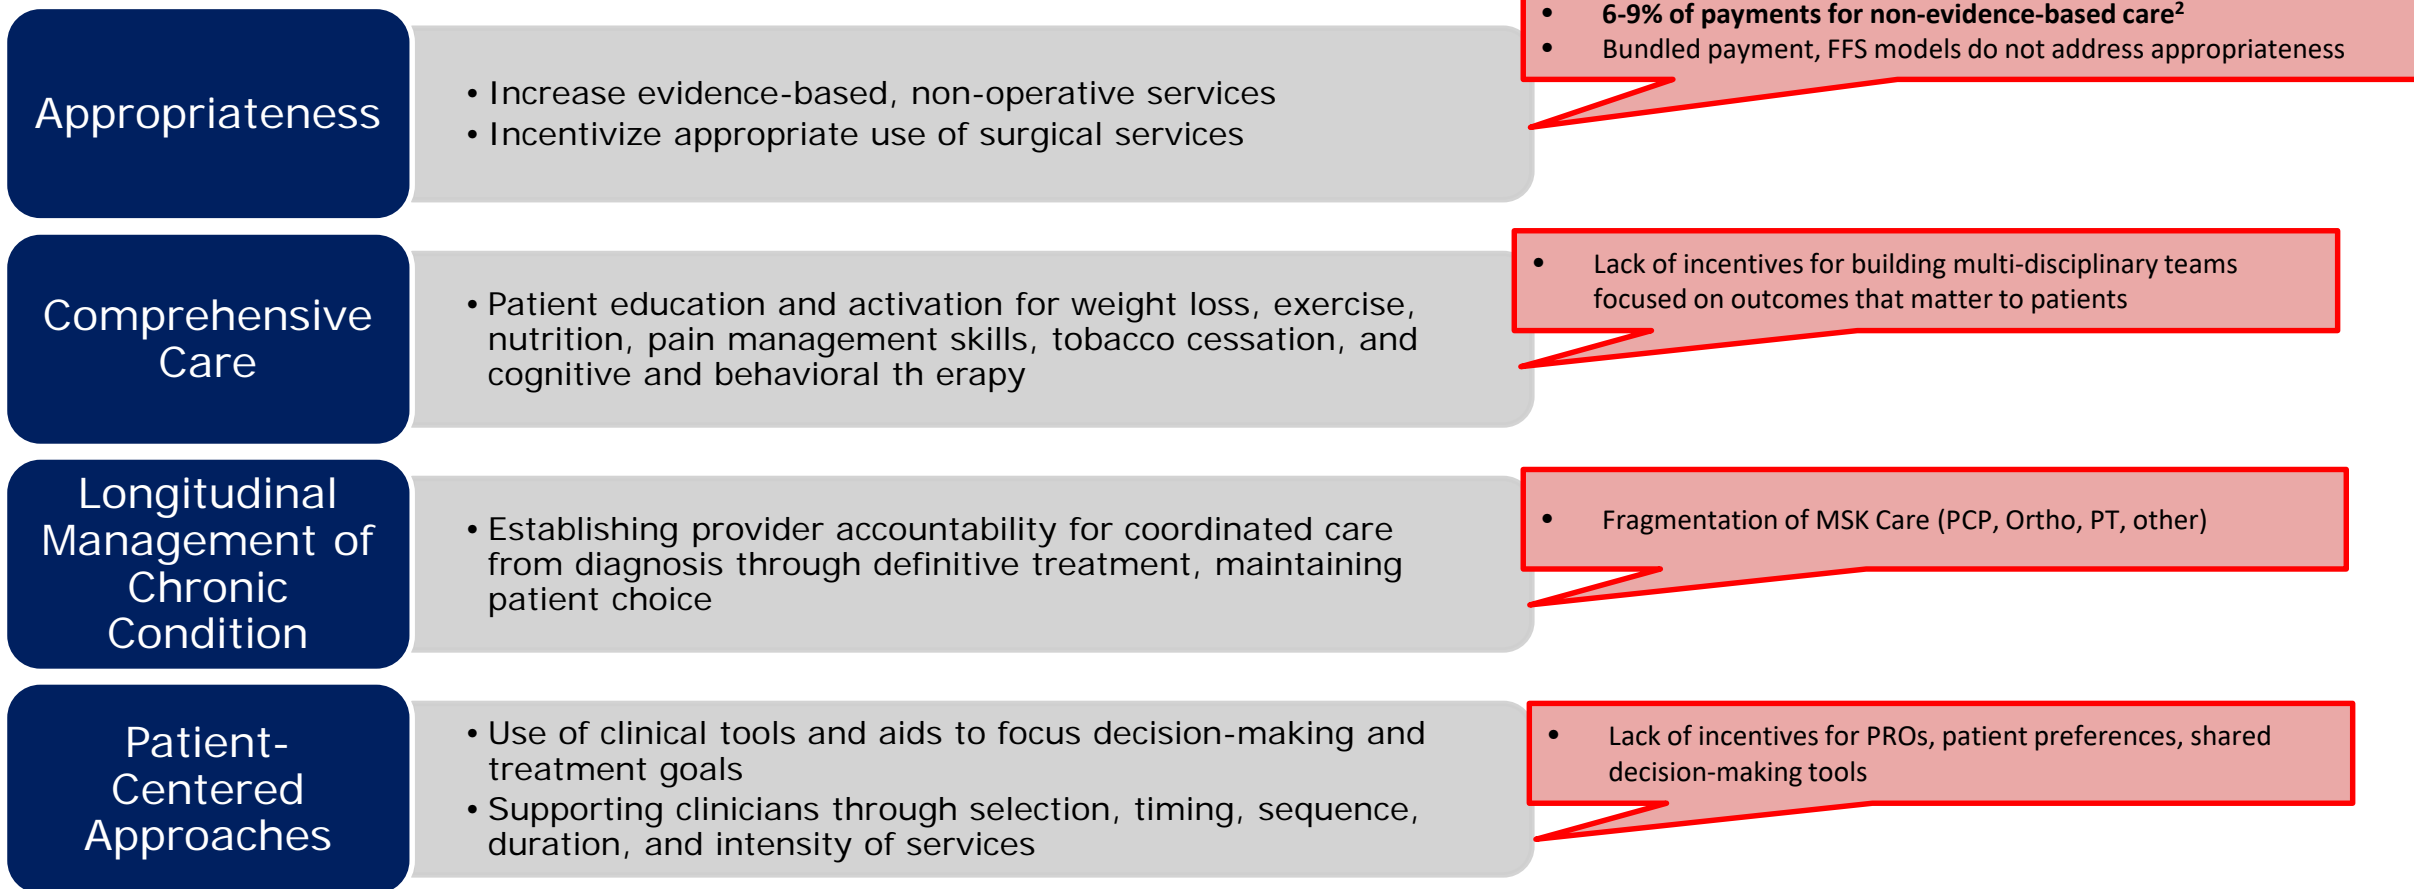 • 6-9% of payments for non-evidence-based care²
• Bundled payment, FFS models do not address appropriateness
Appropriateness
• Increase evidence-based, non-operative services
• Incentivize appropriate use of surgical services
Comprehensive
Care
• Patient education and activation for weight loss, exercise,
nutrition, pain management skills, tobacco cessation, and
cognitive and behavioral th erapy
• Lack of incentives for building multi-disciplinary teams
focused on outcomes that matter to patients
Longitudinal
Management of
Chronic
Condition
• Establishing provider accountability for coordinated care
from diagnosis through definitive treatment, maintaining
patient choice
• Fragmentation of MSK Care (PCP, Ortho, PT, other)
Patient-
Centered
Approaches
• Use of clinical tools and aids to focus decision-making and
treatment goals
• Supporting clinicians through selection, timing, sequence,
duration, and intensity of services
• Lack of incentives for PROs, patient preferences, shared
decision-making tools